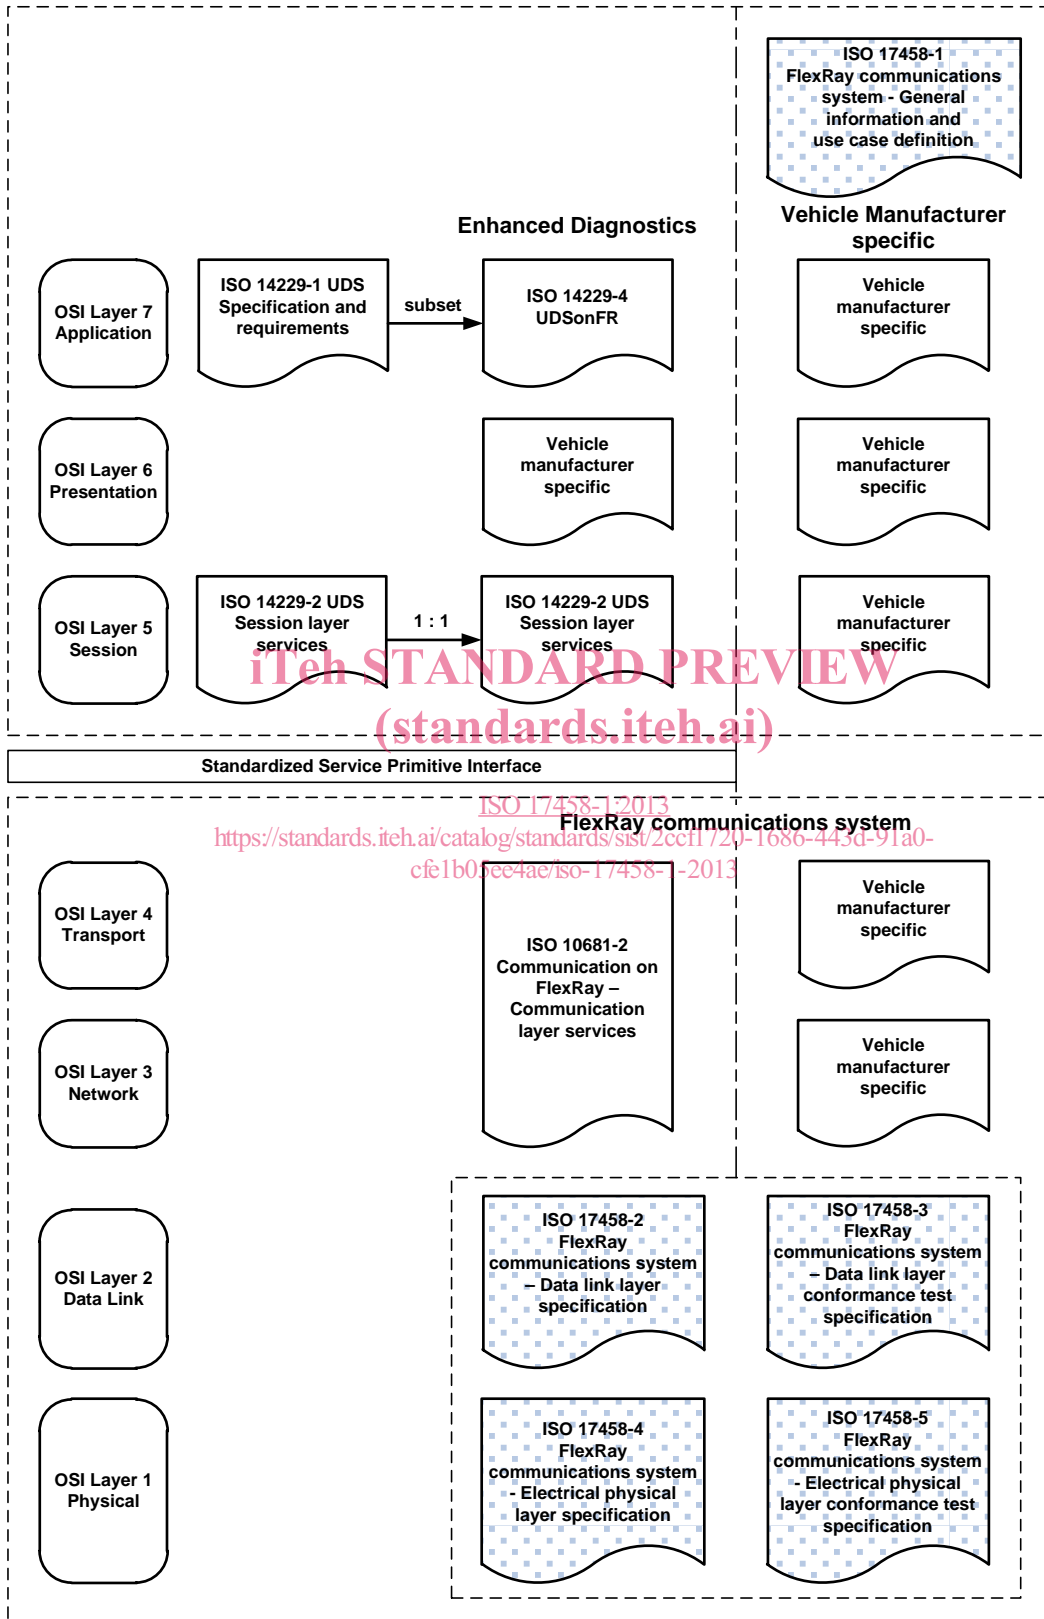 ISO 17458-1
FlexRay communications
system - General
information and
use case definition
Enhanced Diagnostics
Vehicle Manufacturer
specific
OSI Layer 7
Application
ISO 14229-1 UDS
Specification and
requirements
subset
ISO 14229-4
UDSonFR
Vehicle
manufacturer
specific
OSI Layer 6
Presentation
Vehicle
manufacturer
specific
Vehicle
manufacturer
specific
OSI Layer 5
Session
ISO 14229-2 UDS
Session layer
services
1 : 1
ISO 14229-2 UDS
Session layer
services
Vehicle
manufacturer
specific
iTeh STANDARD PREVIEW
(standards.iteh.ai)
Standardized Service Primitive Interface
ISO 17458-1:2013
FlexRay communications system
https://standards.iteh.ai/catalog/standards/sist/2ccf1720-1686-443d-91a0-
cfe1b05ee4ae/iso-17458-1-2013
OSI Layer 4
Transport
ISO 10681-2
Communication on
FlexRay –
Communication
layer services
Vehicle
manufacturer
specific
OSI Layer 3
Network
Vehicle
manufacturer
specific
OSI Layer 2
Data Link
ISO 17458-2
FlexRay
communications system
– Data link layer
specification
ISO 17458-3
FlexRay
communications system
– Data link layer
conformance test
specification
OSI Layer 1
Physical
ISO 17458-4
FlexRay
communications system
- Electrical physical
layer specification
ISO 17458-5
FlexRay
communications system
- Electrical physical
layer conformance test
specification